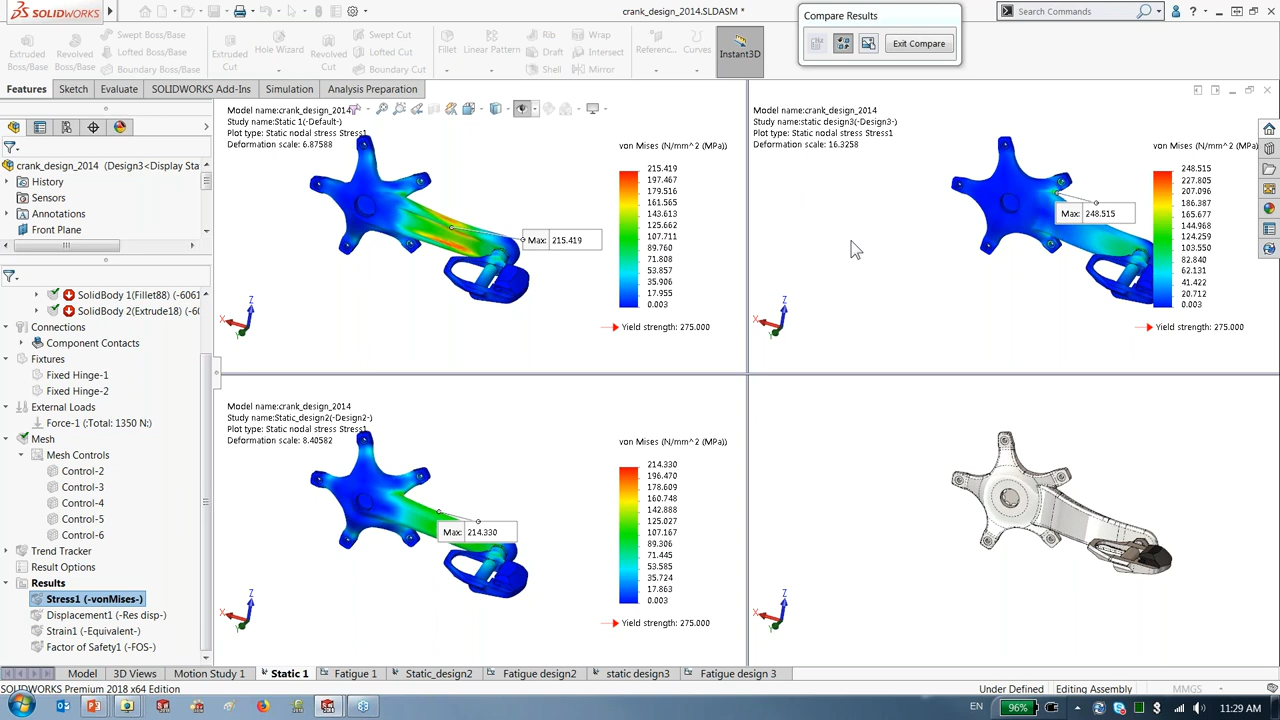 SOLIDWORKS
crank_design_2014.SLDASM *
Search Commands
Compare Results
Exit Compare
Extruded Boss/Base
Revolved Boss/Base
Swept Boss/Base
Lofted Boss/Base
Boundary Boss/Base
Extruded Cut
Hole Wizard
Revolved Cut
Swept Cut
Lofted Cut
Boundary Cut
Fillet
Linear Pattern
Rib
Draft
Shell
Wrap
Intersect
Mirror
Referenc...
Curves
Instant3D
Features
Sketch
Evaluate
SOLIDWORKS Add-Ins
Simulation
Analysis Preparation
crank_design_2014 (Design3<Display Sta
History
Sensors
Annotations
Front Plane
SolidBody 1(Fillet88) (-6061
SolidBody 2(Extrude18) (-60
Connections
Component Contacts
Fixtures
Fixed Hinge-1
Fixed Hinge-2
External Loads
Force-1 (:Total: 1350 N:)
Mesh
Mesh Controls
Control-2
Control-3
Control-4
Control-5
Control-6
Trend Tracker
Result Options
Results
Stress1 (-vonMises-)
Displacement1 (-Res disp-)
Strain1 (-Equivalent-)
Factor of Safety1 (-FOS-)
Model name:crank_design_2014
Study name:Static 1(-Default-)
Plot type: Static nodal stress Stress1
Deformation scale: 6.87588
von Mises (N/mm^2 (MPa))
215.419
197.467
179.516
161.565
143.613
125.662
107.711
89.760
71.808
53.857
35.906
17.955
0.003
Max: 215.419
Yield strength: 275.000
X
Y
Z
Model name:crank_design_2014
Study name:static design3(-Design3-)
Plot type: Static nodal stress Stress1
Deformation scale: 16.3258
von Mises (N/mm^2 (MPa))
248.515
227.805
207.096
186.387
165.677
144.968
124.259
103.550
82.840
62.131
41.422
20.712
0.003
Max: 248.515
Yield strength: 275.000
X
Y
Z
Model name:crank_design_2014
Study name:Static_design2(-Design2-)
Plot type: Static nodal stress Stress1
Deformation scale: 8.40582
von Mises (N/mm^2 (MPa))
214.330
196.470
178.609
160.748
142.888
125.027
107.167
89.306
71.445
53.585
35.724
17.863
0.003
Max: 214.330
Yield strength: 275.000
X
Y
Z
X
Y
Z
Model
3D Views
Motion Study 1
Static 1
Fatigue 1
Static_design2
Fatigue design2
static design3
Fatigue design 3
SOLIDWORKS Premium 2018 x64 Edition
Under Defined
Editing Assembly
MMGS
EN
96%
11:29 AM